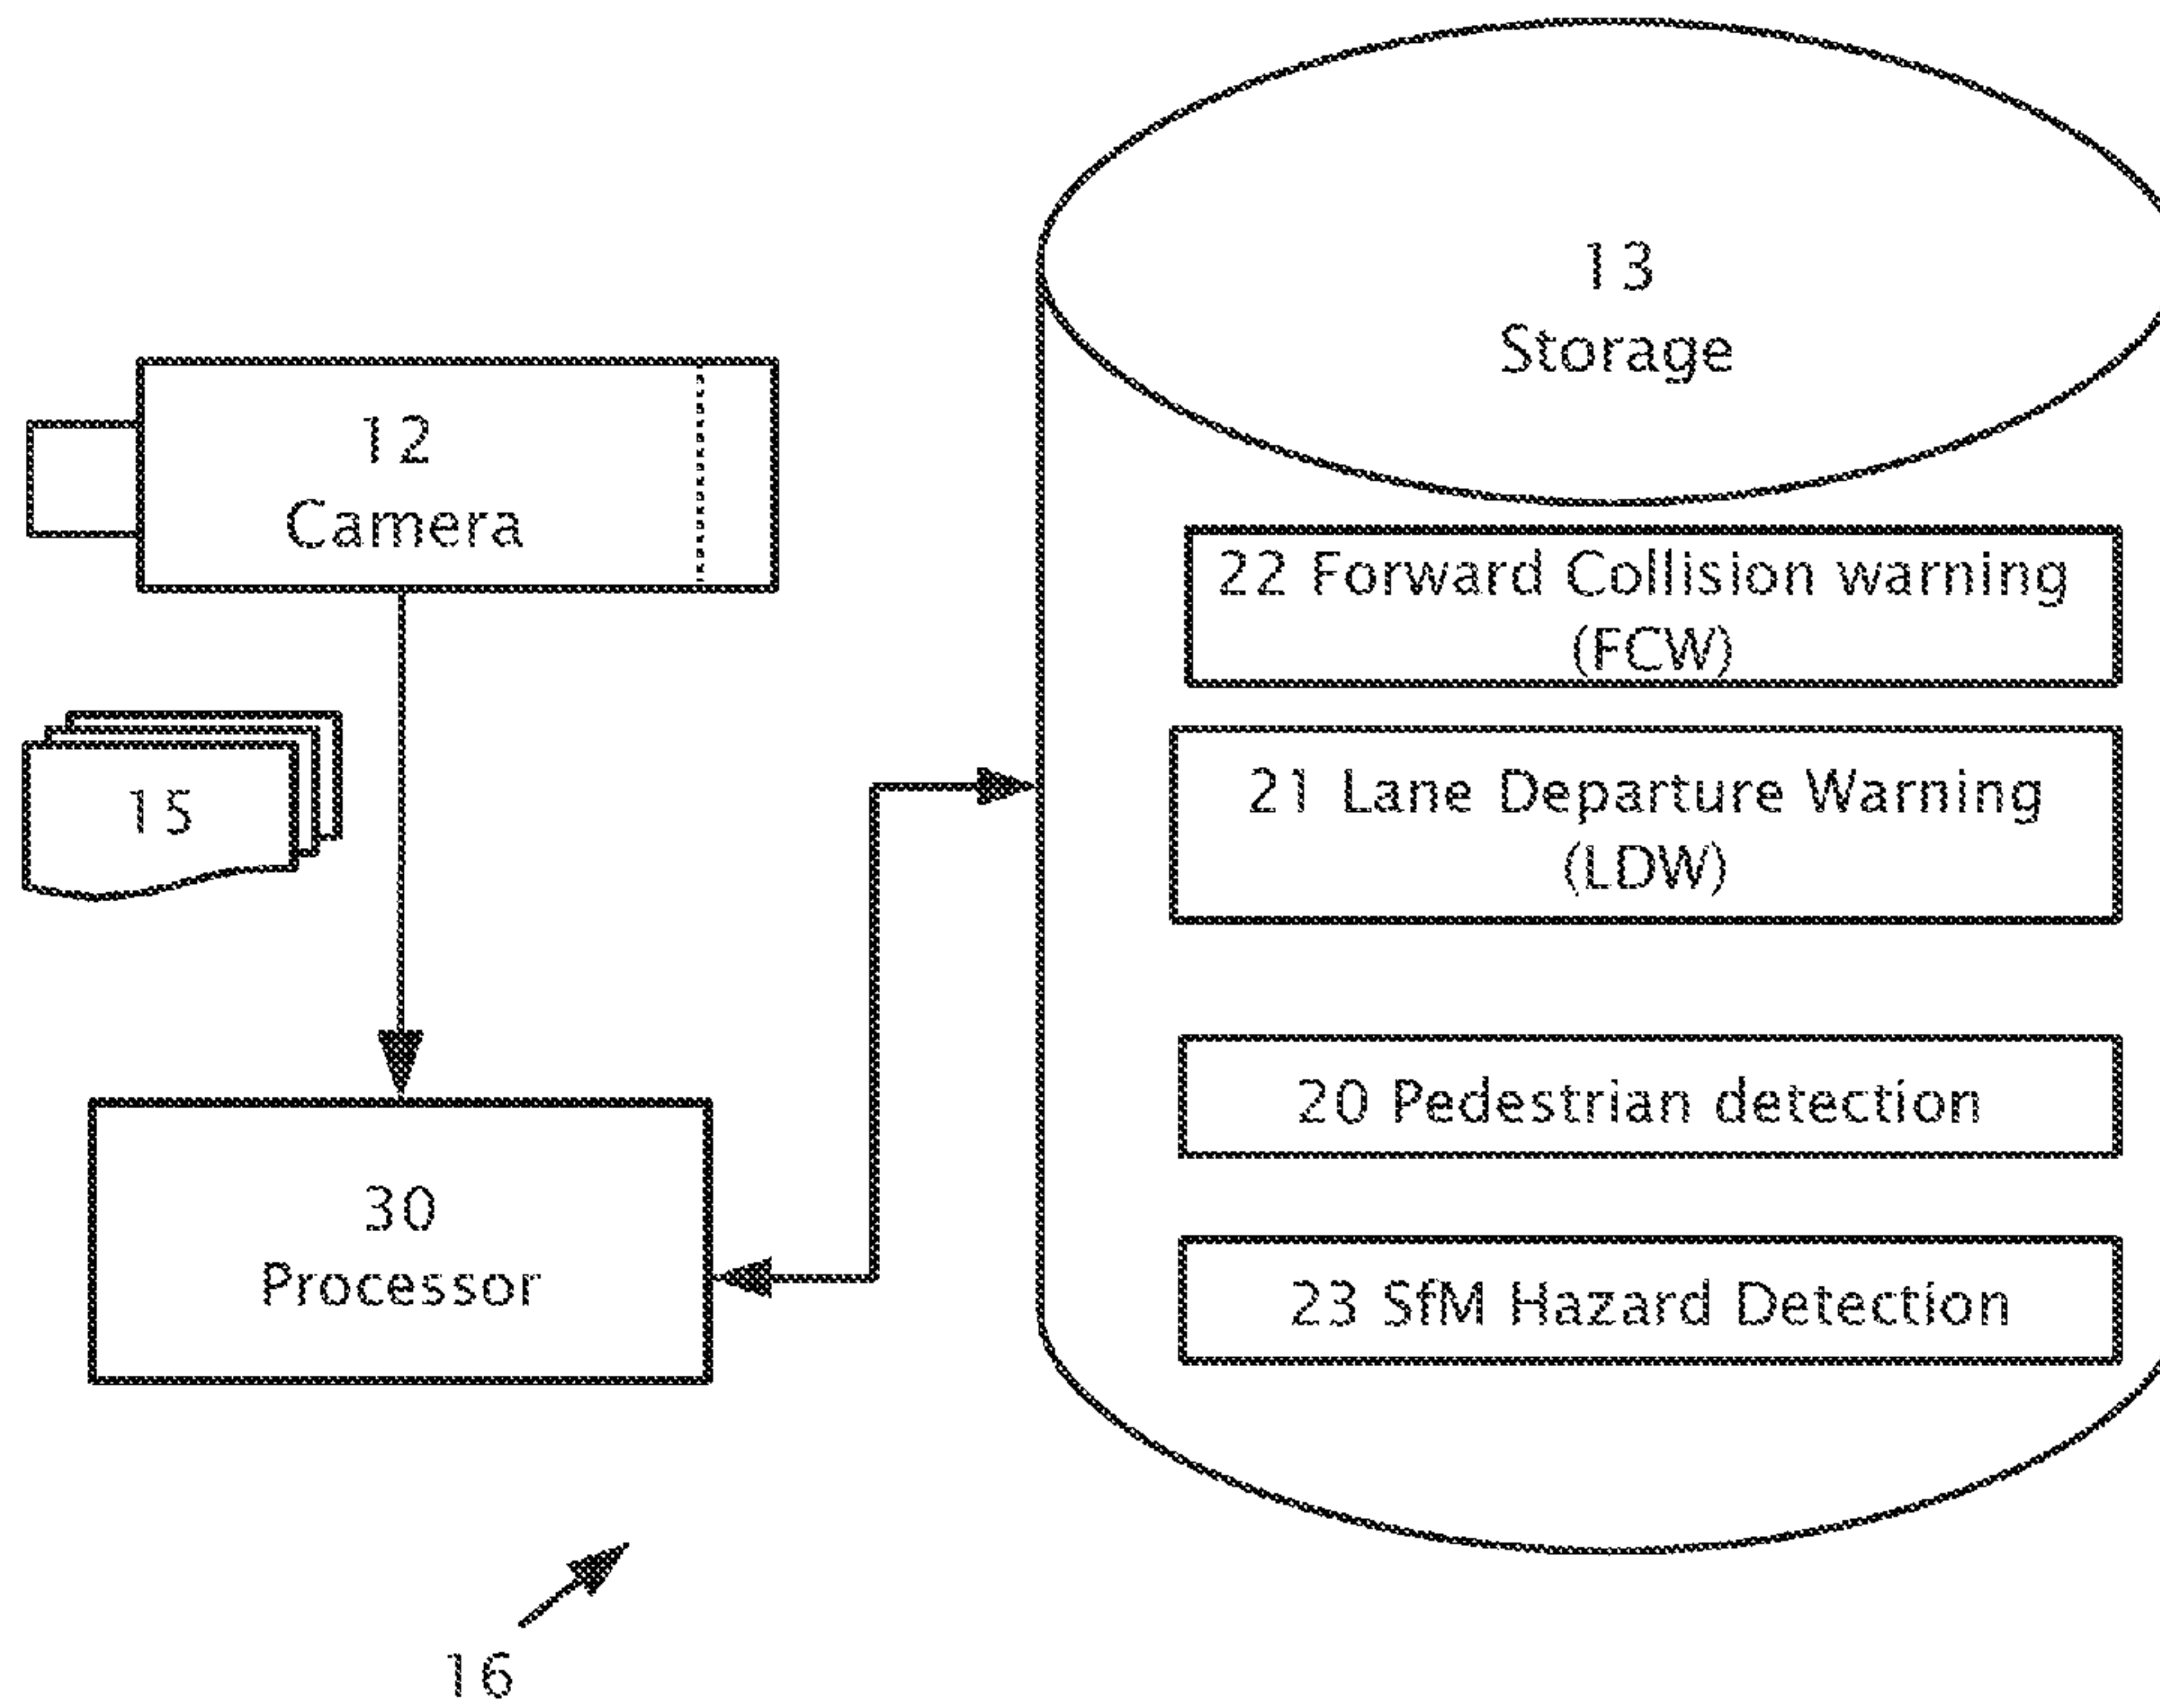 13
Storage
12
Camera
22 Forward Collision warning
(FCW)
21 Lane Departure Warning
(LDW)
15
20 Pedestrian detection
30
Processor
23 SfM Hazard Detection
16